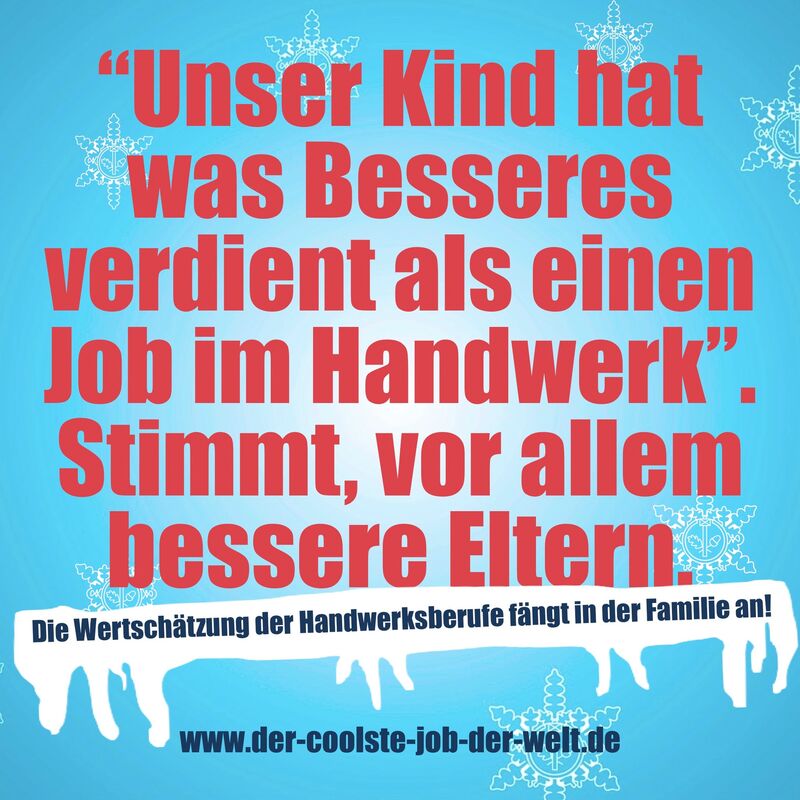 “Unser Kind hat
was Besseres
verdient als einen
Job im Handwerk”.
Stimmt, vor allem
bessere Eltern.
Die Wertschätzung der Handwerksberufe fängt in der Familie an!
www.der-coolste-job-der-welt.de